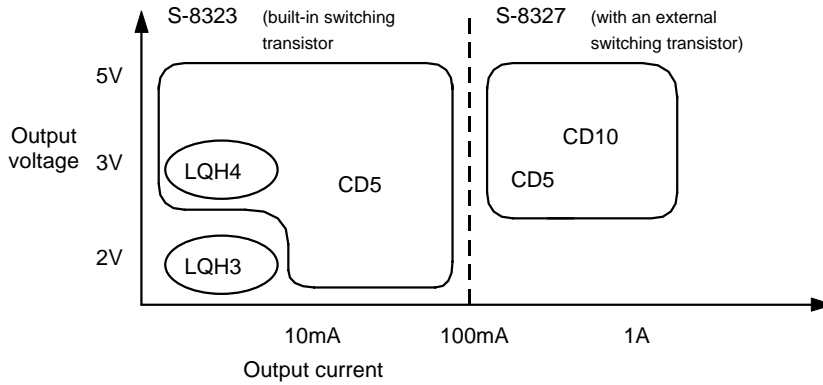 S-8323 (built-in switching
transistor
S-8327 (with an external
switching transistor)
5V
Output
voltage
3V
2V
LQH4
LQH3
CD5
CD10
CD5
10mA
100mA
1A
Output current